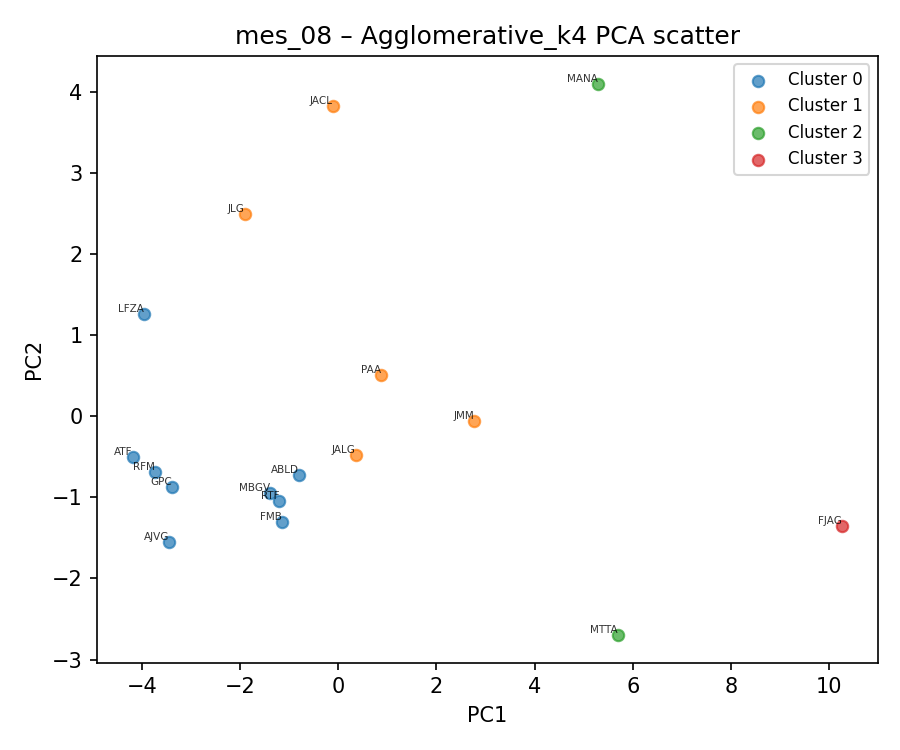 mes_08 – Agglomerative_k4 PCA scatter
Cluster 0
Cluster 1
Cluster 2
Cluster 3
MANA
JACL
JLG
LFZA
PAA
JMM
JALG
ATF
RFM
GPC
ABLD
MBGV
RTF
FMB
AJVG
FJAG
MTTA
4
3
2
1
0
−1
−2
−3
PC2
−4
−2
0
2
4
6
8
10
PC1